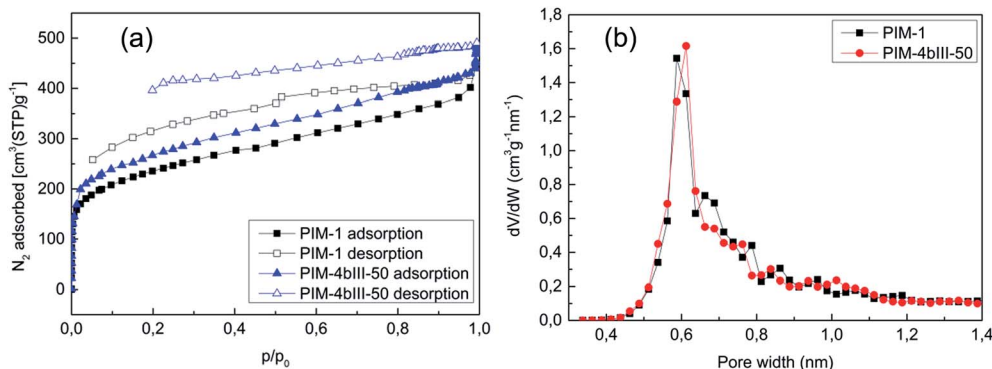 (a)
N2 adsorbed [cm3(STP)g-1]
500
400
300
200
100
0
PIM-1 adsorption
PIM-1 desorption
PIM-4bIII-50 adsorption
PIM-4bIII-50 desorption
0,0 0,2 0,4 0,6 0,8 1,0
p/p0
(b)
PIM-1
PIM-4bIII-50
dV/dW (cm3g-1nm-1)
1,8
1,6
1,4
1,2
1,0
0,8
0,6
0,4
0,2
0,0
0,4 0,6 0,8 1,0 1,2 1,4
Pore width (nm)